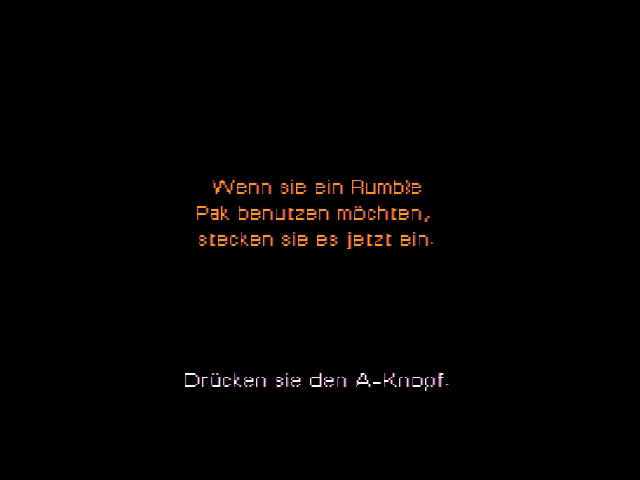 Wenn sie ein Rumble
Pak benutzen möchten,
stecken sie es jetzt ein.
Drücken sie den A-Knopf.